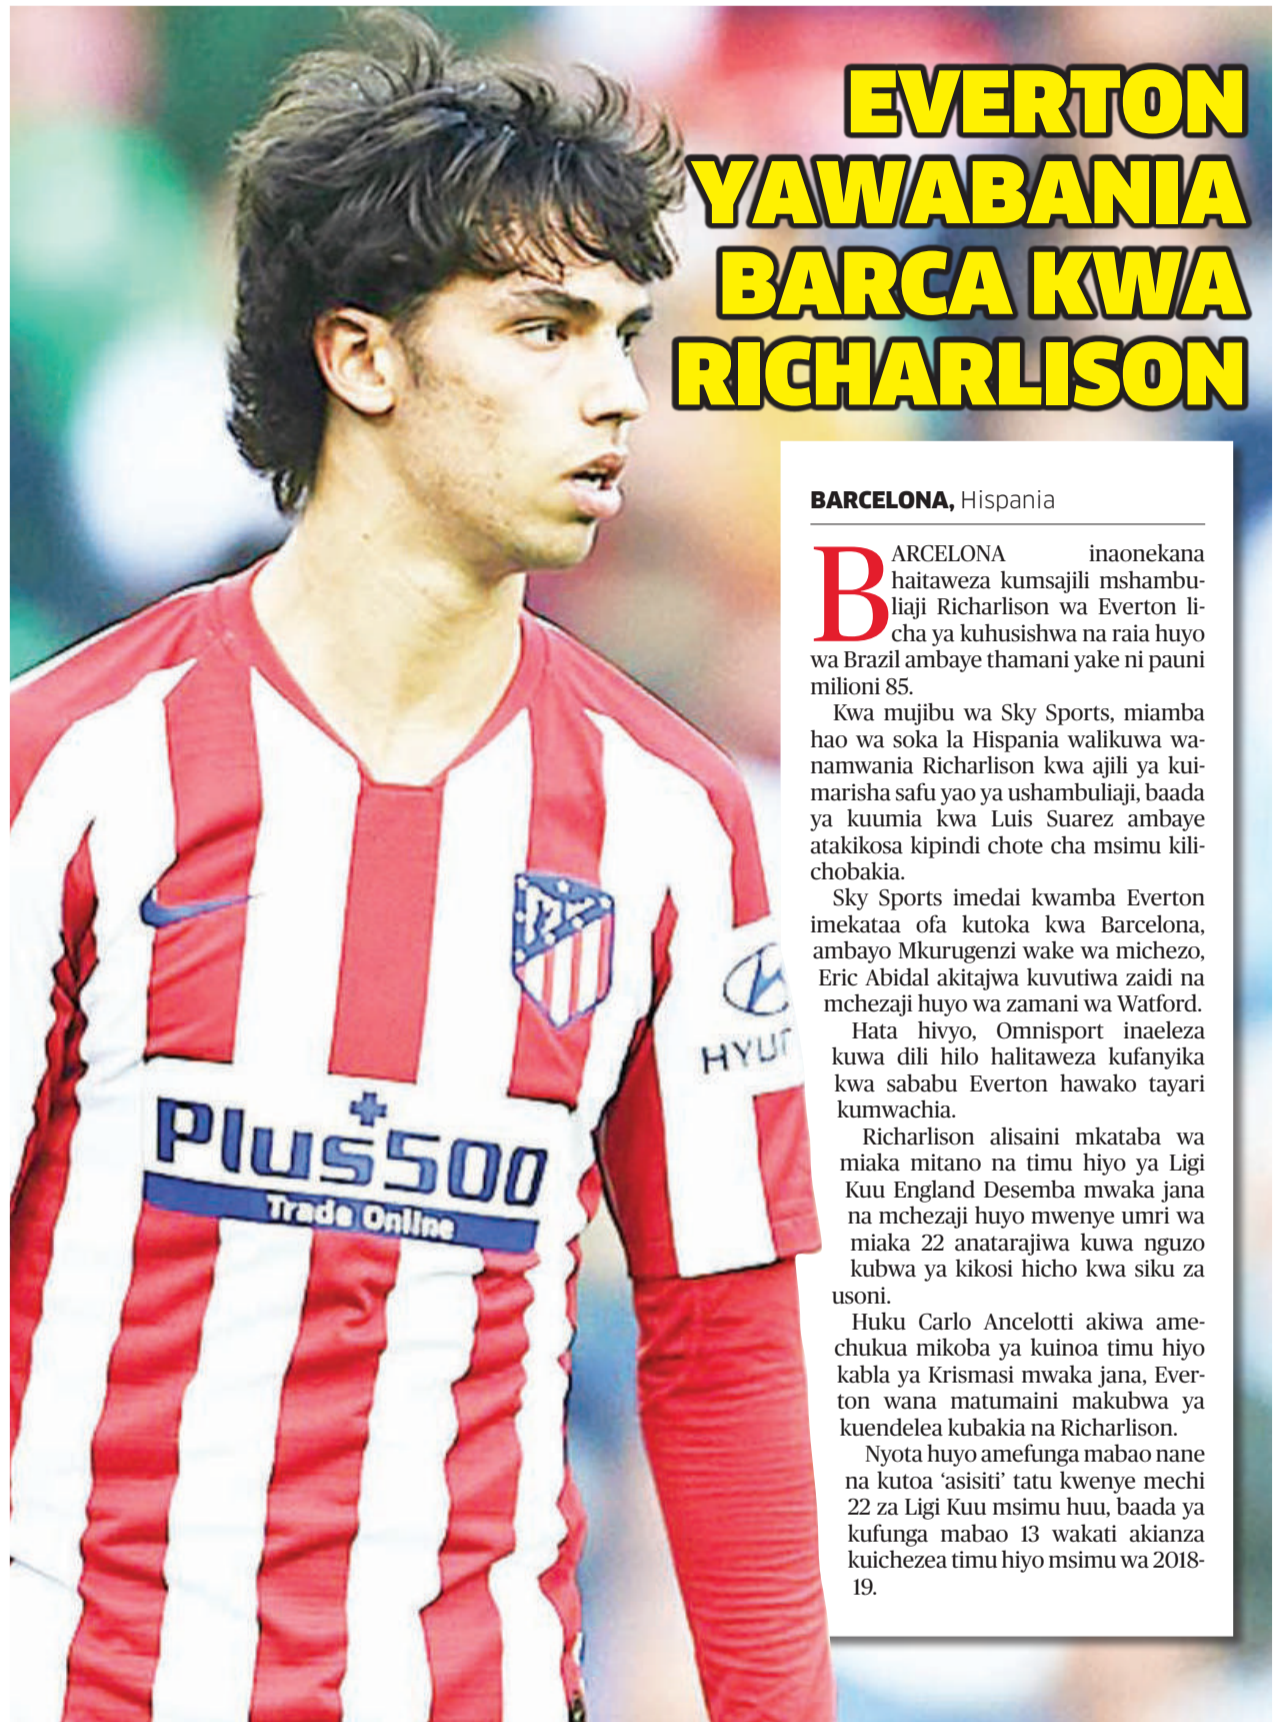 EVERTON
YAWABANIA
BARCA KWA
RICHARLISON
BARCELONA, Hispania
BARCELONA inaonekana
haitaweza kumsajili mshambu-
liaji Richarlison wa Everton li-
cha ya kuhusishwa na raia huyo
wa Brazil ambaye thamani yake ni pauni
milioni 85.
Kwa mujibu wa Sky Sports, miamba
hao wa soka la Hispania walikuwa wa-
namwania Richarlison kwa ajili ya kui-
marisha safu yao ya ushambuliaji, baada
ya kuumia kwa Luis Suarez ambaye
atakikosa kipindi chote cha msimu kili-
chobakia.
Sky Sports imedai kwamba Everton
imekataa ofa kutoka kwa Barcelona,
ambayo Mkurugenzi wake wa michezo,
Eric Abidal akitajwa kuvutiwa zaidi na
mchezaji huyo wa zamani wa Watford.
Hata hivyo, Omnisport inaeleza
kuwa dili hilo halitaweza kufanyika
kwa sababu Everton hawako tayari
kumwachia.
Richarlison alisaini mkataba wa
miaka mitano na timu hiyo ya Ligi
Kuu England Desemba mwaka jana
na mchezaji huyo mwenye umri wa
miaka 22 anatarajiwa kuwa nguzo
kubwa ya kikosi hicho kwa siku za
usoni.
Huku Carlo Ancelotti akiwa ame-
chukua mikoba ya kuinoa timu hiyo
kabla ya Krismasi mwaka jana, Ever-
ton wana matumaini makubwa ya
kuendelea kubakia na Richarlison.
Nyota huyo amefunga mabao nane
na kutoa ‘asisiti’ tatu kwenye mechi
22 za Ligi Kuu msimu huu, baada ya
kufunga mabao 13 wakati akianza
kuichezea timu hiyo msimu wa 2018-
19.
HYU
Plus500
Trade Online